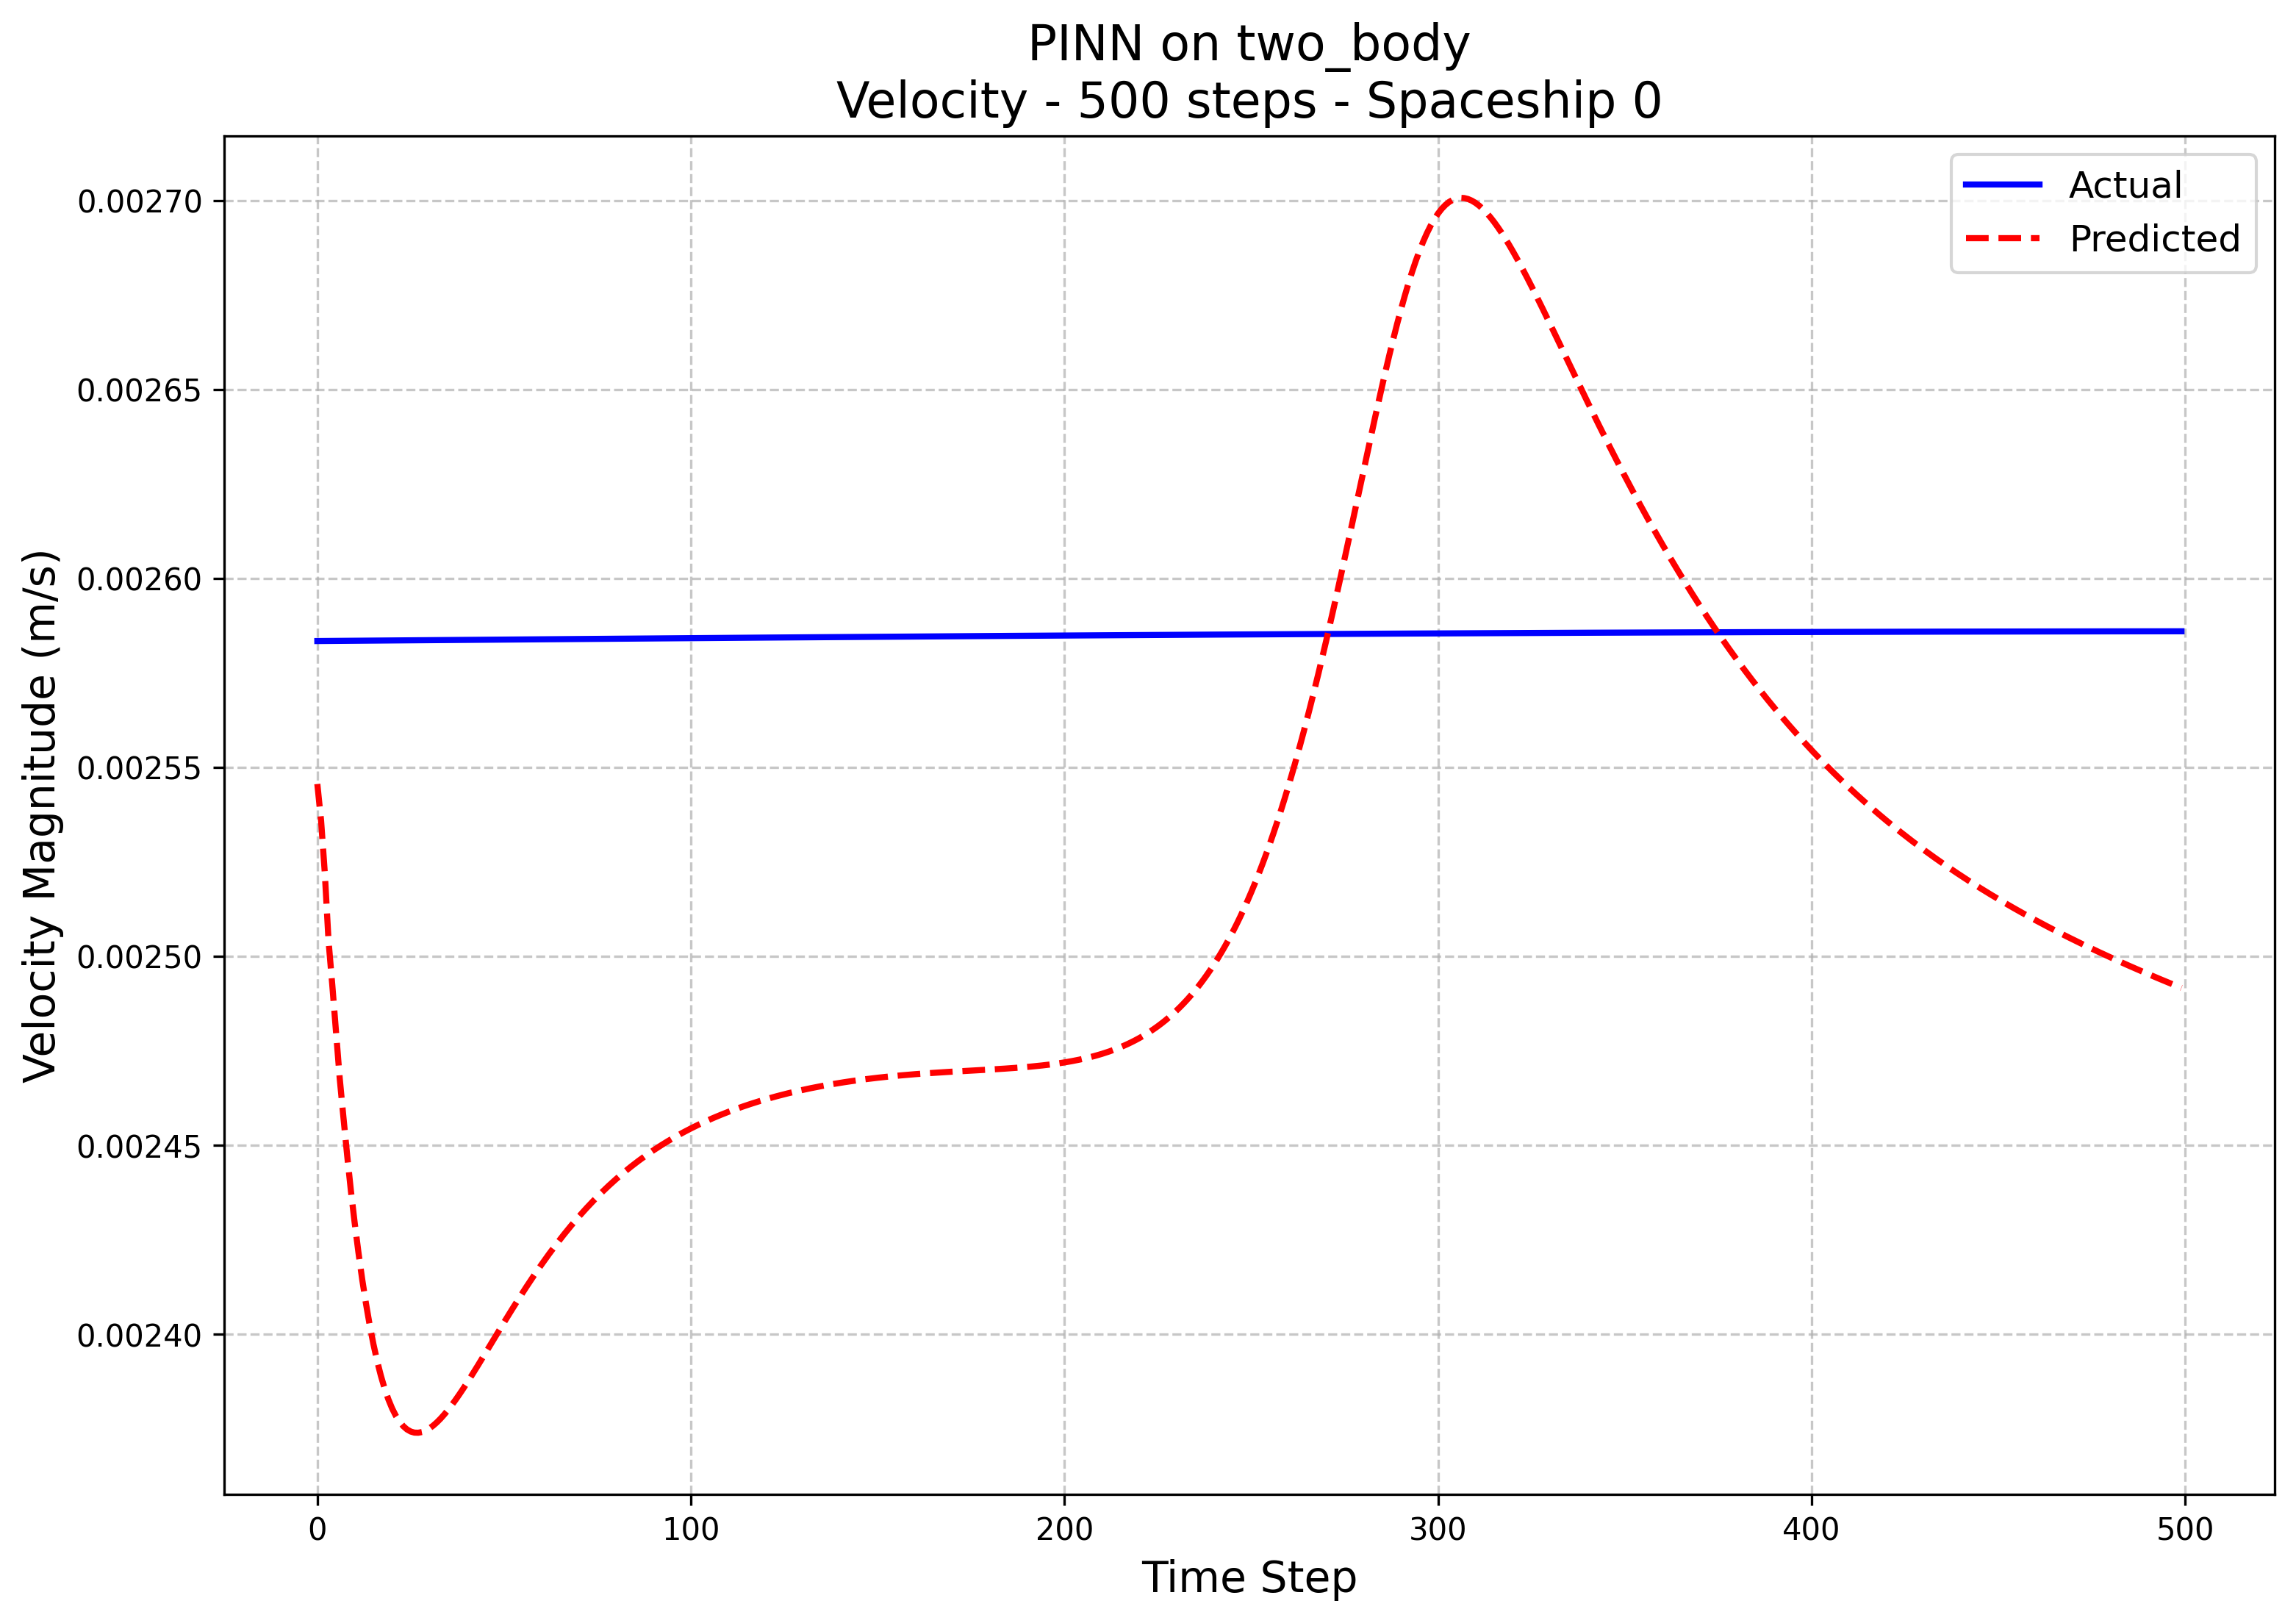 PINN on two_body
Velocity - 500 steps - Spaceship 0
Actual
Predicted
Velocity Magnitude (m/s)
0.00270
0.00265
0.00260
0.00255
0.00250
0.00245
0.00240
0 100 200 300 400 500
Time Step